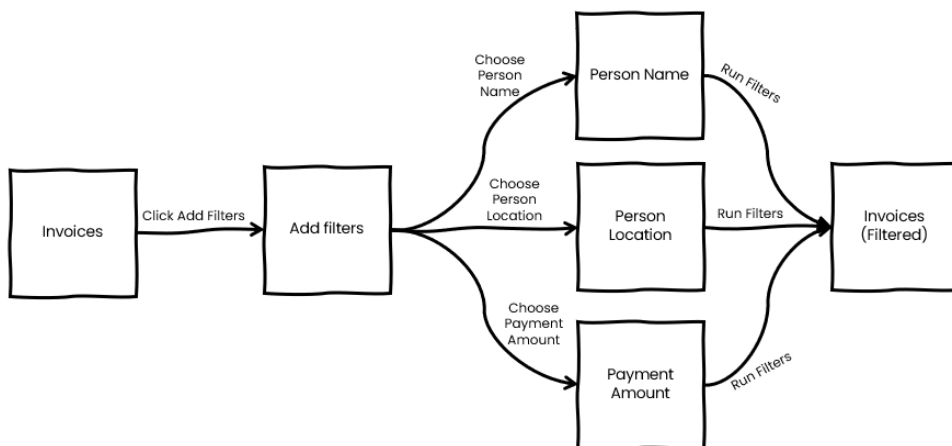 Invoices
Click Add Filters
Add filters
Choose
Person
Name
Choose
Person
Location
Choose
Payment
Amount
Person Name
Person
Location
Payment
Amount
Run Filters
Run Filters
Run Filters
Invoices
(Filtered)